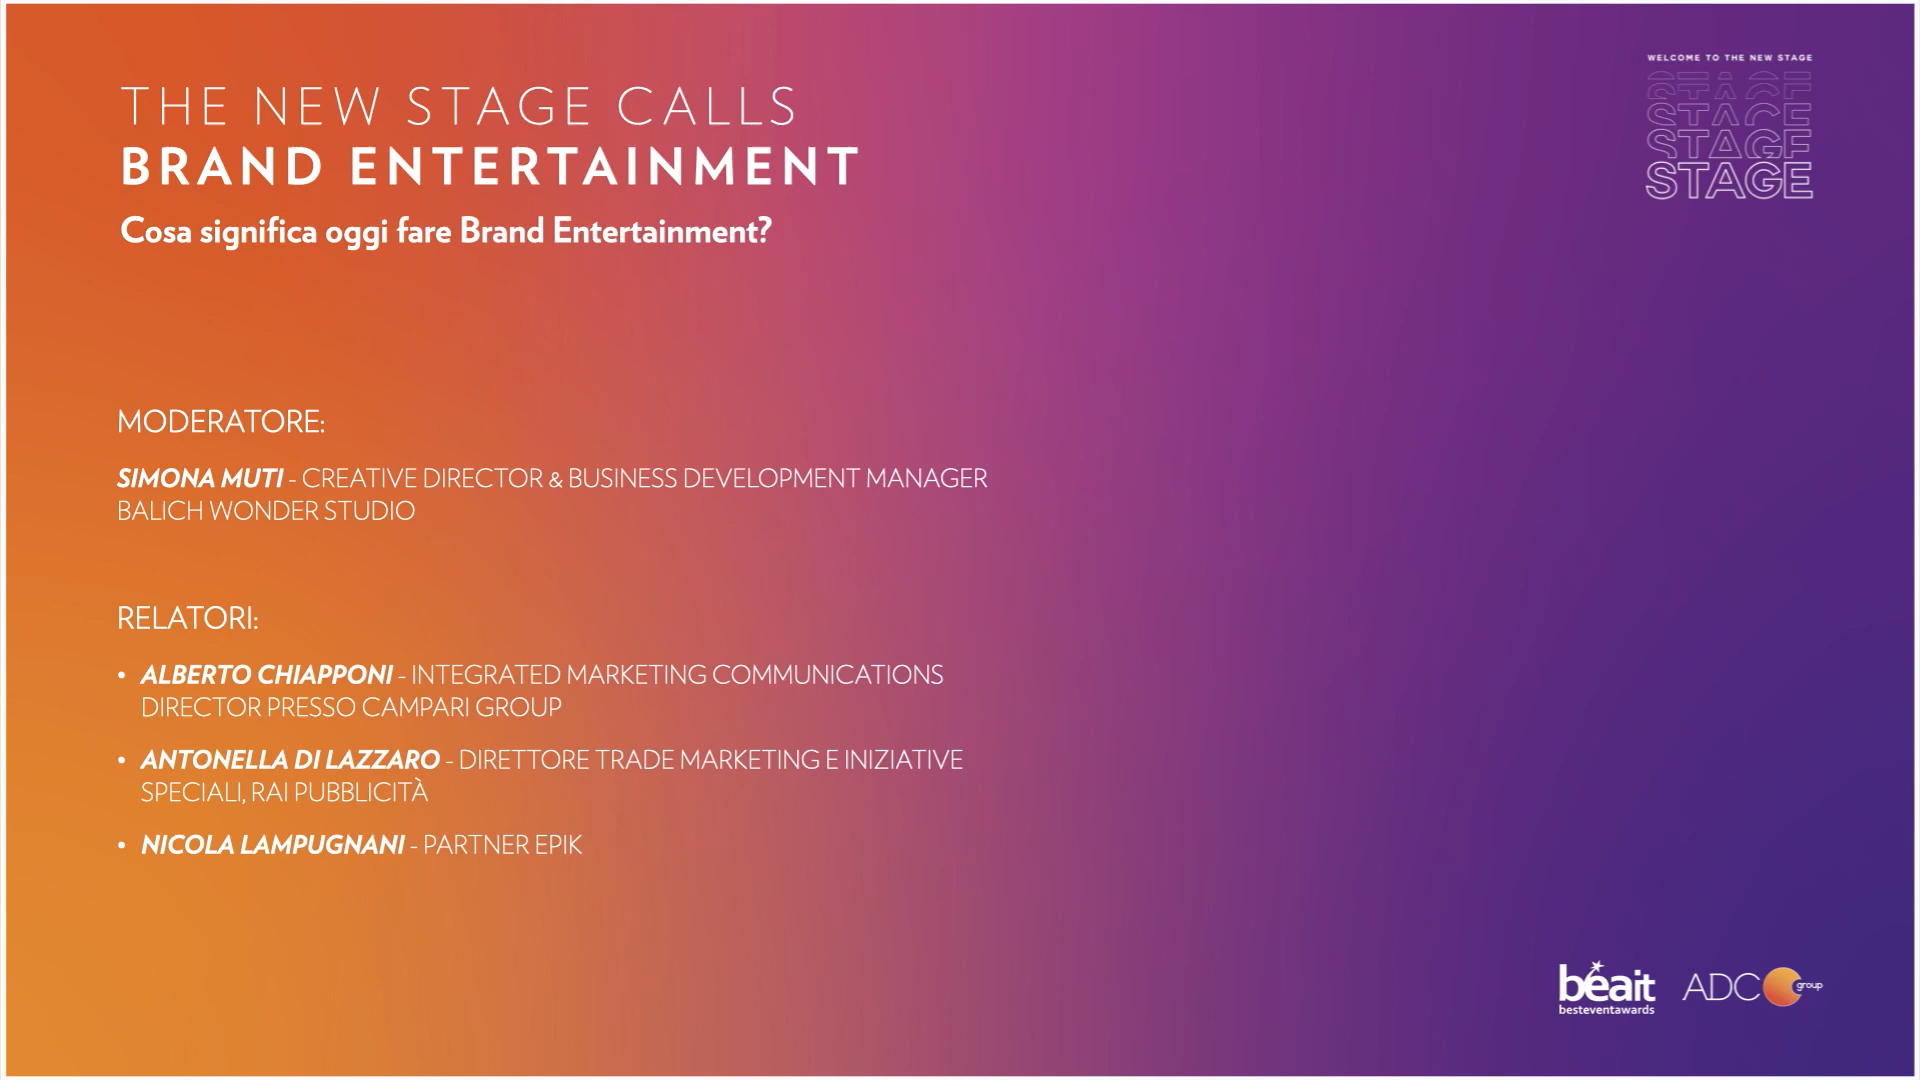 THE NEW STAGE CALLS
BRAND ENTERTAINMENT
Cosa significa oggi fare Brand Entertainment?
WELCOME TO THE NEW STAGE
STAGE
STAGE
STAGE
STAGE
MODERATORE:
SIMONA MUTI - CREATIVE DIRECTOR & BUSINESS DEVELOPMENT MANAGER
BALICH WONDER STUDIO
RELATORI:
• ALBERTO CHIAPPONI - INTEGRATED MARKETING COMMUNICATIONS
DIRECTOR PRESSO CAMPARI GROUP
• ANTONELLA DI LAZZARO - DIRETTORE TRADE MARKETING E INIZIATIVE
SPECIALI, RAI PUBBLICITÀ
• NICOLA LAMPUGNANI - PARTNER EPIK
béait
besteventawards
ADC group